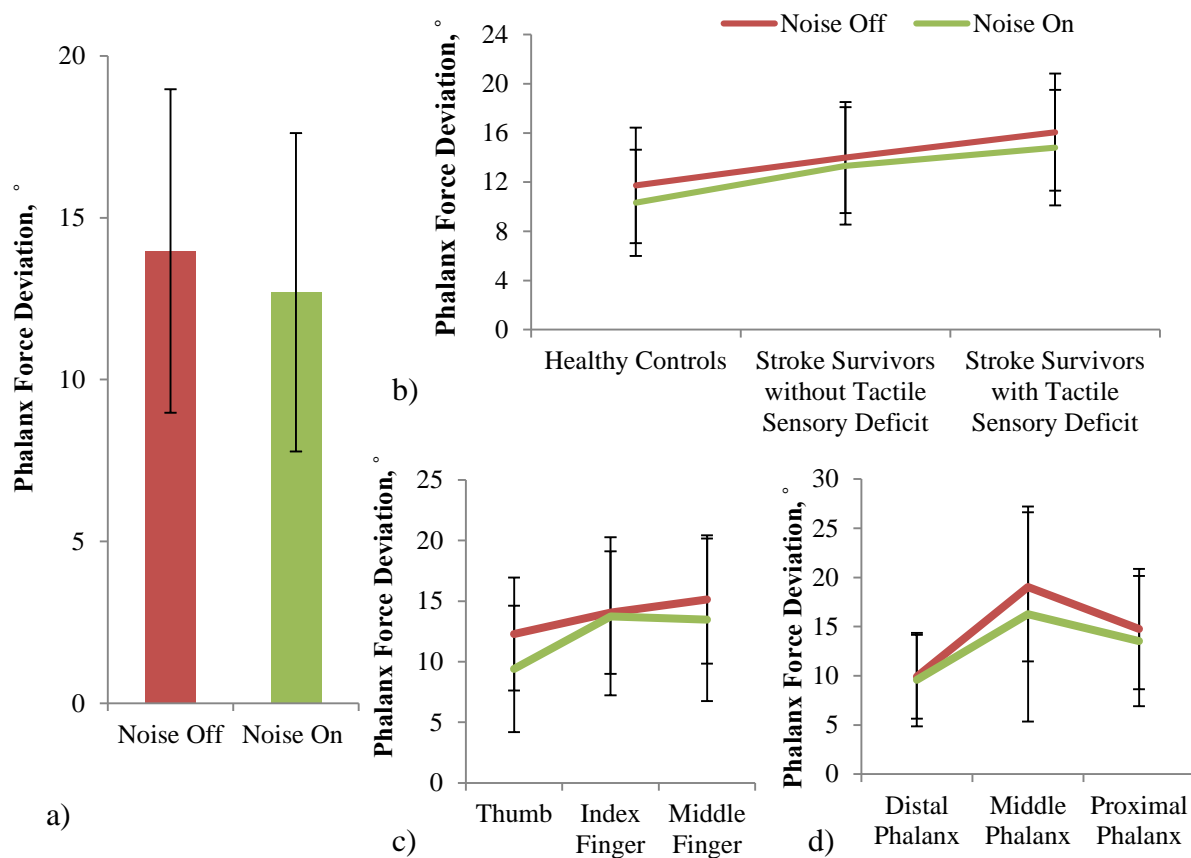 Phalanx Force Deviation, °
20
15
10
5
0
Noise Off
Noise On
a)
Noise Off
Noise On
Phalanx Force Deviation, °
24
20
16
12
8
4
0
Healthy Controls
Stroke Survivors
without Tactile
Sensory Deficit
Stroke Survivors
with Tactile
Sensory Deficit
b)
Phalanx Force Deviation, °
25
20
15
10
5
0
Thumb
Index
Finger
Middle
Finger
c)
Phalanx Force Deviation, °
30
25
20
15
10
5
0
Distal
Phalanx
Middle
Phalanx
Proximal
Phalanx
d)